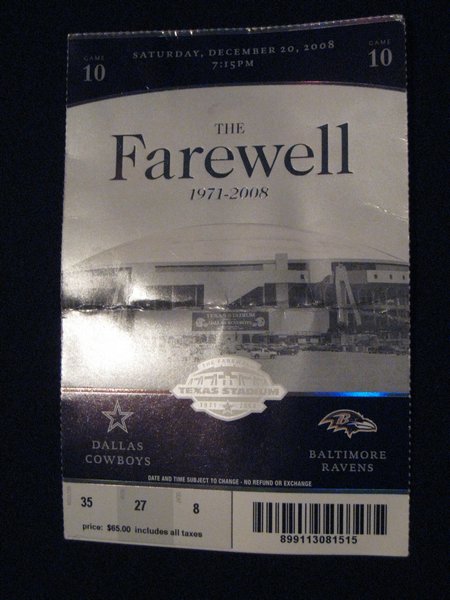 GAME
10
SATURDAY, DECEMBER 20, 2008
7:15PM
GAME
10
THE
Farewell
1971-2008
TEXAS STADIUM
TEXAS STADIUM
DALLAS
COWBOYS
BALTIMORE
RAVENS
DATE AND TIME SUBJECT TO CHANGE - NO REFUND OR EXCHANGE
35
27
8
price: $65.00 includes all taxes
899113081515